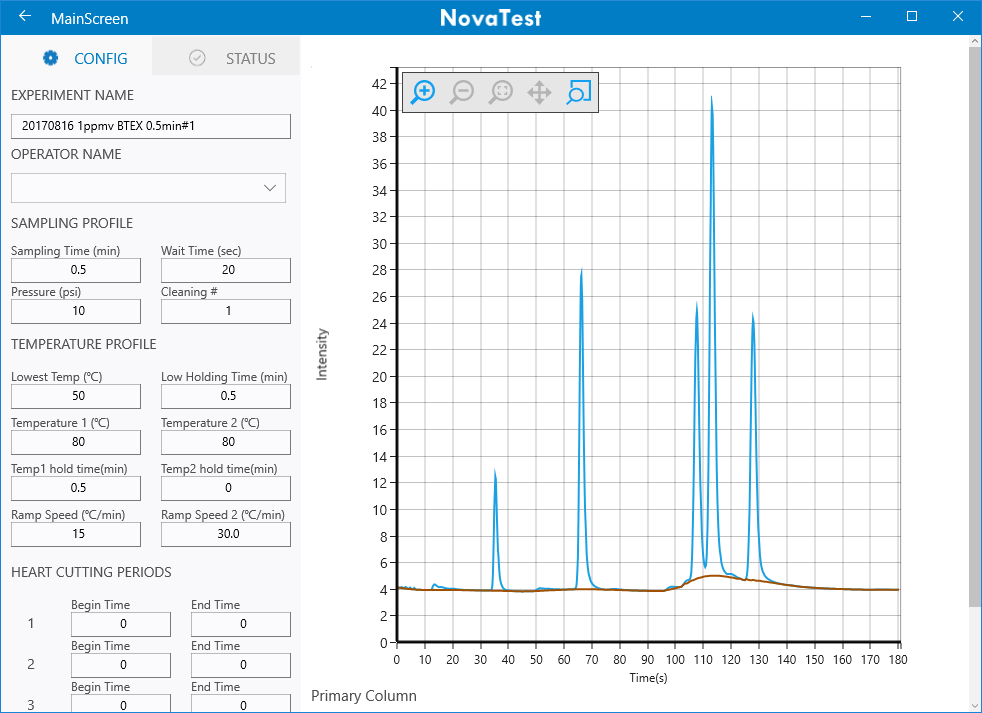 MainScreen
NovaTest
CONFIG
STATUS
EXPERIMENT NAME
20170816 1ppmv BTEX 0.5min#1
OPERATOR NAME
SAMPLING PROFILE
Sampling Time (min) Wait Time (sec)
0.5 20
Pressure (psi) Cleaning #
10 1
TEMPERATURE PROFILE
Lowest Temp (℃) Low Holding Time (min)
50 0.5
Temperature 1 (℃) Temperature 2 (℃)
80 80
Temp1 hold time(min) Temp2 hold time(min)
0.5 0
Ramp Speed (℃/min) Ramp Speed 2 (℃/min)
15 30.0
HEART CUTTING PERIODS
Begin Time End Time
1 0 0
Begin Time End Time
2 0 0
Begin Time End Time
3 0 0
Intensity
42
40
38
36
34
32
30
28
26
24
22
20
18
16
14
12
10
8
6
4
2
0
0 10 20 30 40 50 60 70 80 90 100 110 120 130 140 150 160 170 180
Time(s)
Primary Column